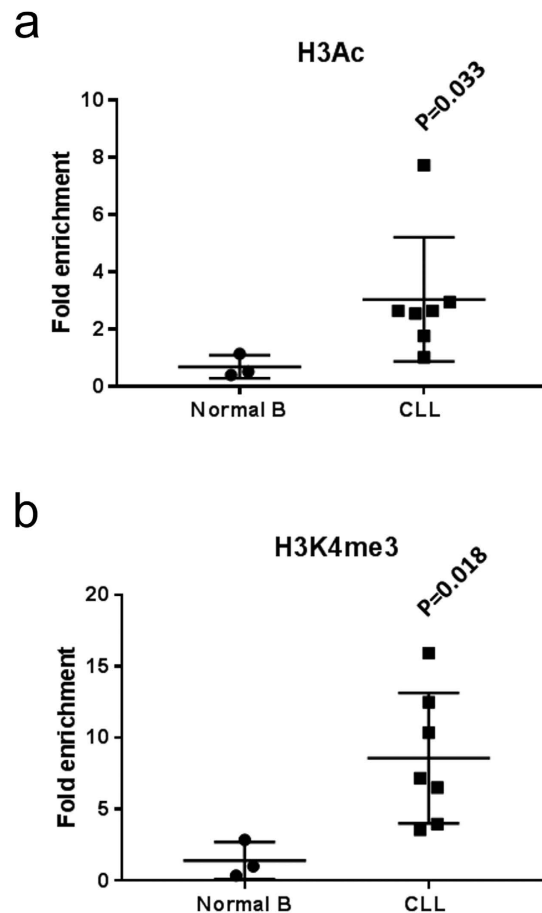 a
H3Ac
P=0.033
10
8
6
4
2
0
Fold enrichment
Normal B
CLL
b
H3K4me3
P=0.018
20
15
10
5
0
Fold enrichment
Normal B
CLL